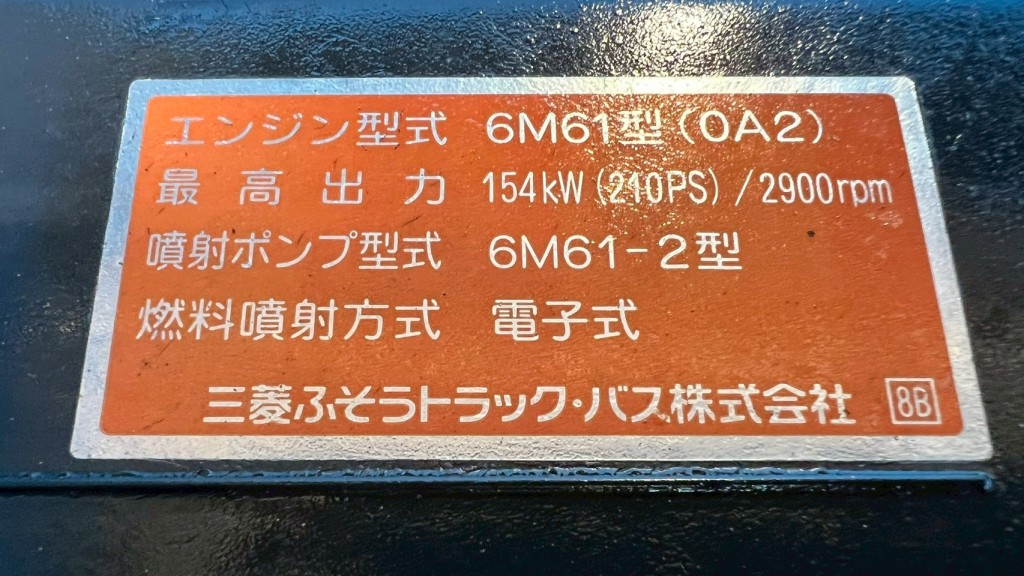 エンジン型式 6M61型(0A2)
最高出力 154kW(210PS)/2900rpm
噴射ポンプ型式 6M61-2型
燃料噴射方式 電子式
三菱ふそうトラック・バス株式会社 8B